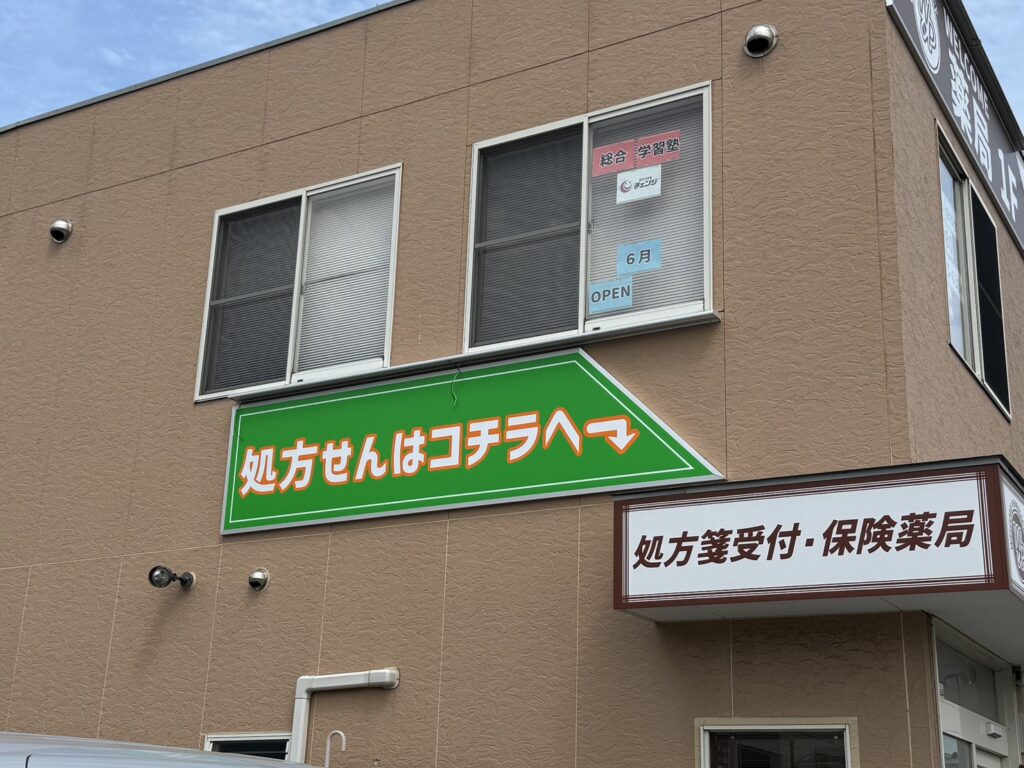 WELCOME
薬局
総合 学習塾
チェンジ
6月
OPEN
処方せんはコチラへ
処方箋受付・保険薬局